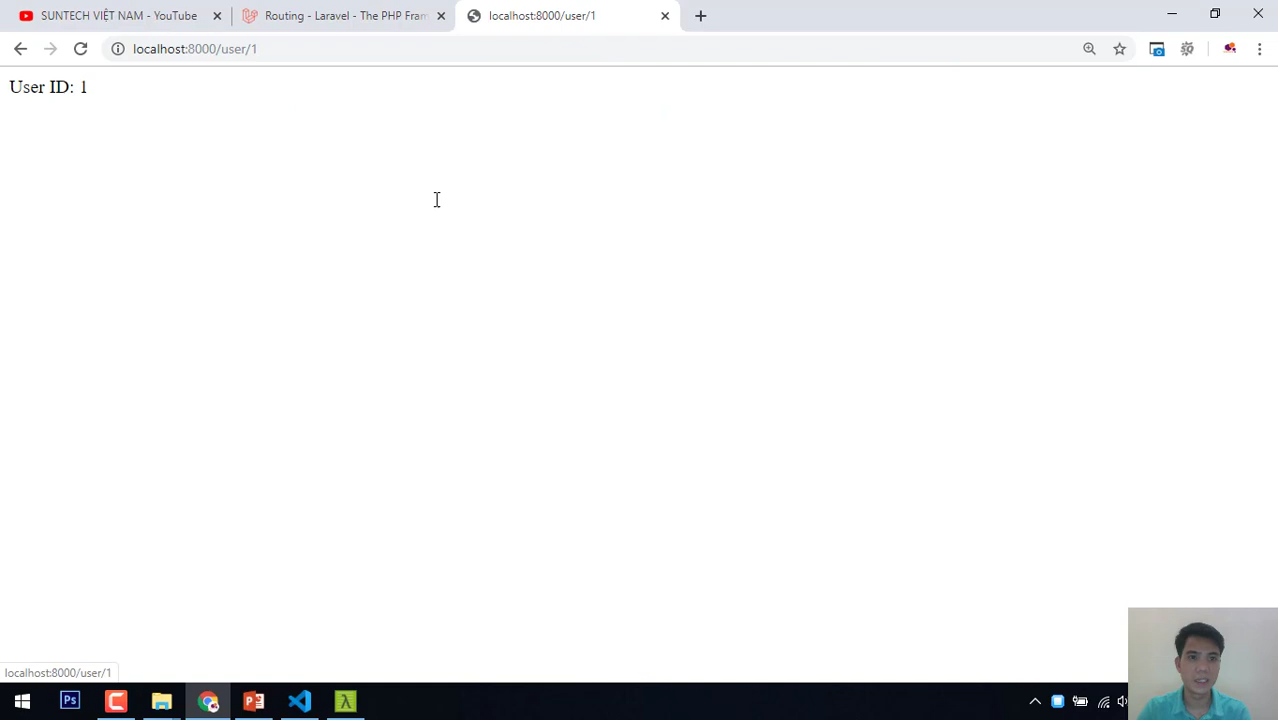 SUNTECH VIỆT NAM - YouTube
Routing - Laravel - The PHP Fram
localhost:8000/user/1
localhost:8000/user/1
User ID: 1
localhost:8000/user/1
Ps